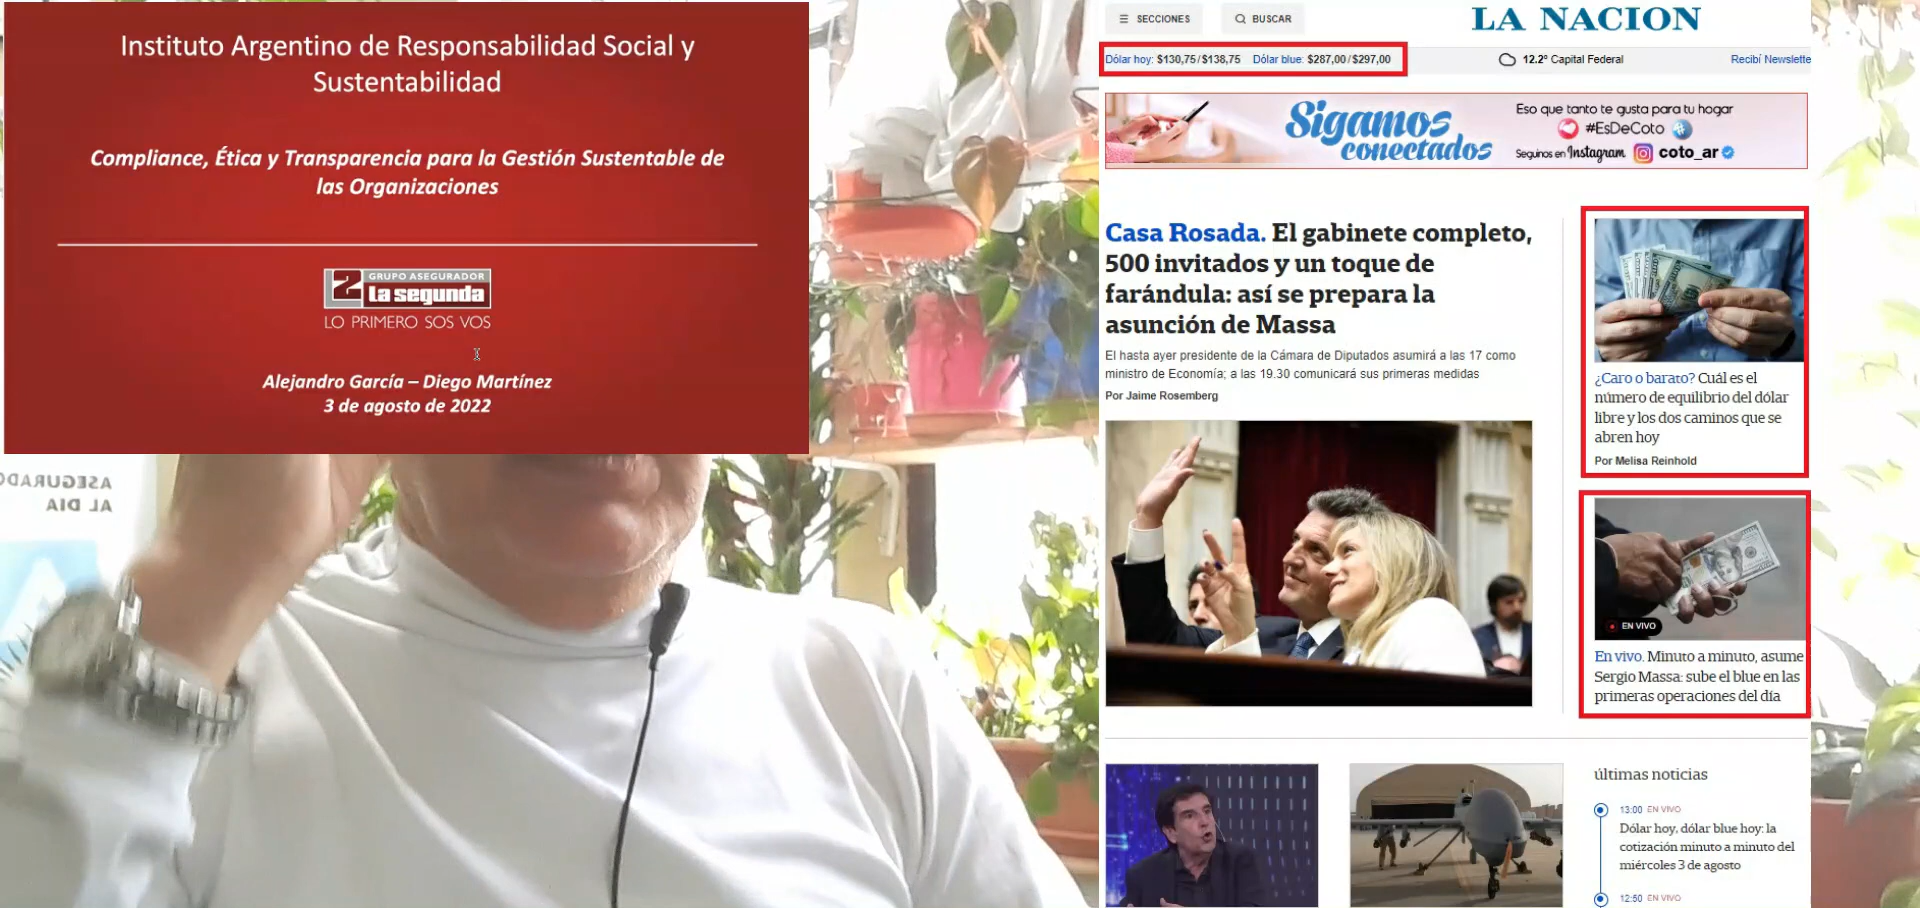 Instituto Argentino de Responsabilidad Social y
Sustentabilidad
Compliance, Ética y Transparencia para la Gestión Sustentable de
las Organizaciones
2
GRUPO ASEGURADOR
la segunda
LO PRIMERO SOS VOS
Alejandro García – Diego Martínez
3 de agosto de 2022
ASEGURADO
AL DIA
SECCIONES
BUSCAR
LA NACION
Dólar hoy: $130,75/$138,75 Dólar blue: $287,00/$297,00
12.2° Capital Federal
Recibí Newslette
Sigamos
conectados
Eso que tanto te gusta para tu hogar
#EsDeCoto
Seguinos en Instagram coto_ar
Casa Rosada. El gabinete completo,
500 invitados y un toque de
farándula: así se prepara la
asunción de Massa
El hasta ayer presidente de la Cámara de Diputados asumirá a las 17 como
ministro de Economía; a las 19.30 comunicará sus primeras medidas
Por Jaime Rosemberg
¿Caro o barato? Cuál es el
número de equilibrio del dólar
libre y los dos caminos que se
abren hoy
Por Melisa Reinhold
EN VIVO
En vivo. Minuto a minuto, asume
Sergio Massa: sube el blue en las
primeras operaciones del día
últimas noticias
13:00 EN VIVO
Dólar hoy, dólar blue hoy: la
cotización minuto a minuto del
miércoles 3 de agosto
12:50 EN VIVO